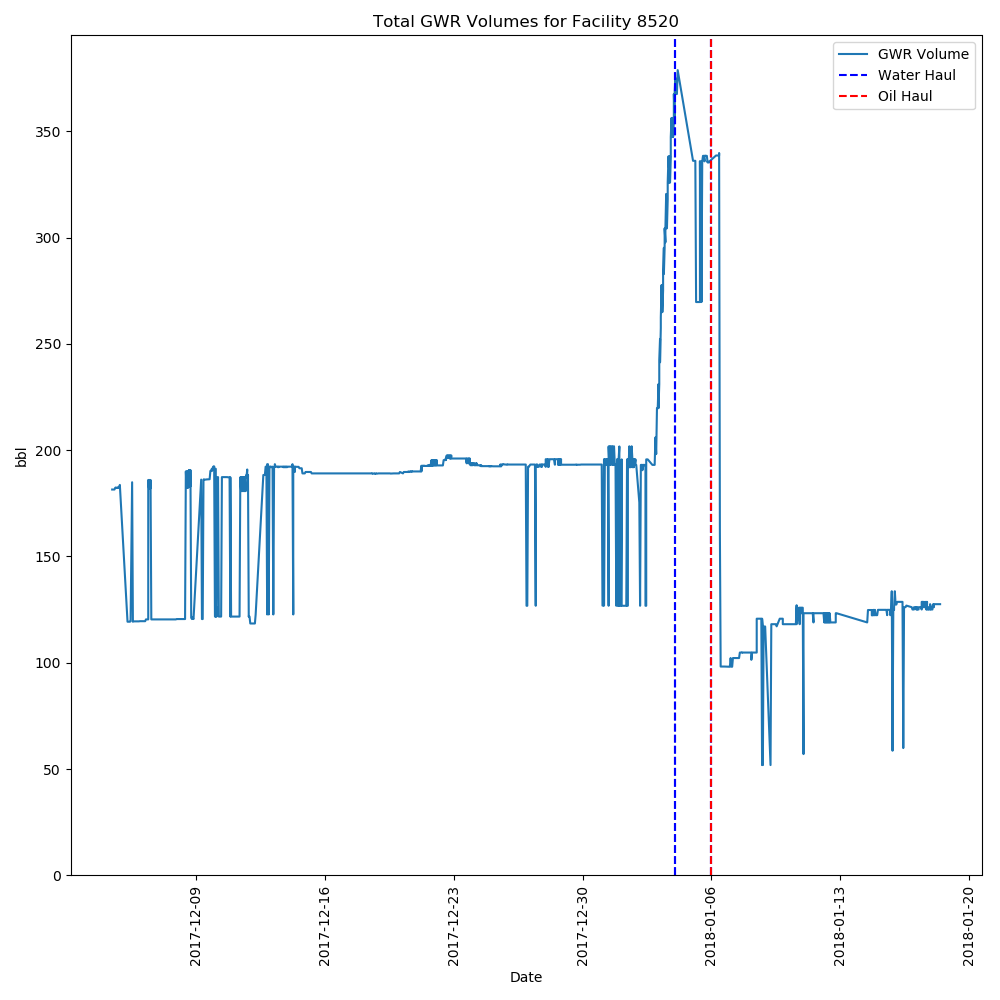 Total GWR Volumes for Facility 8520
GWR Volume
Water Haul
Oil Haul
bbl
350
300
250
200
150
100
50
0
2017-12-09
2017-12-16
2017-12-23
2017-12-30
2018-01-06
2018-01-13
2018-01-20
Date